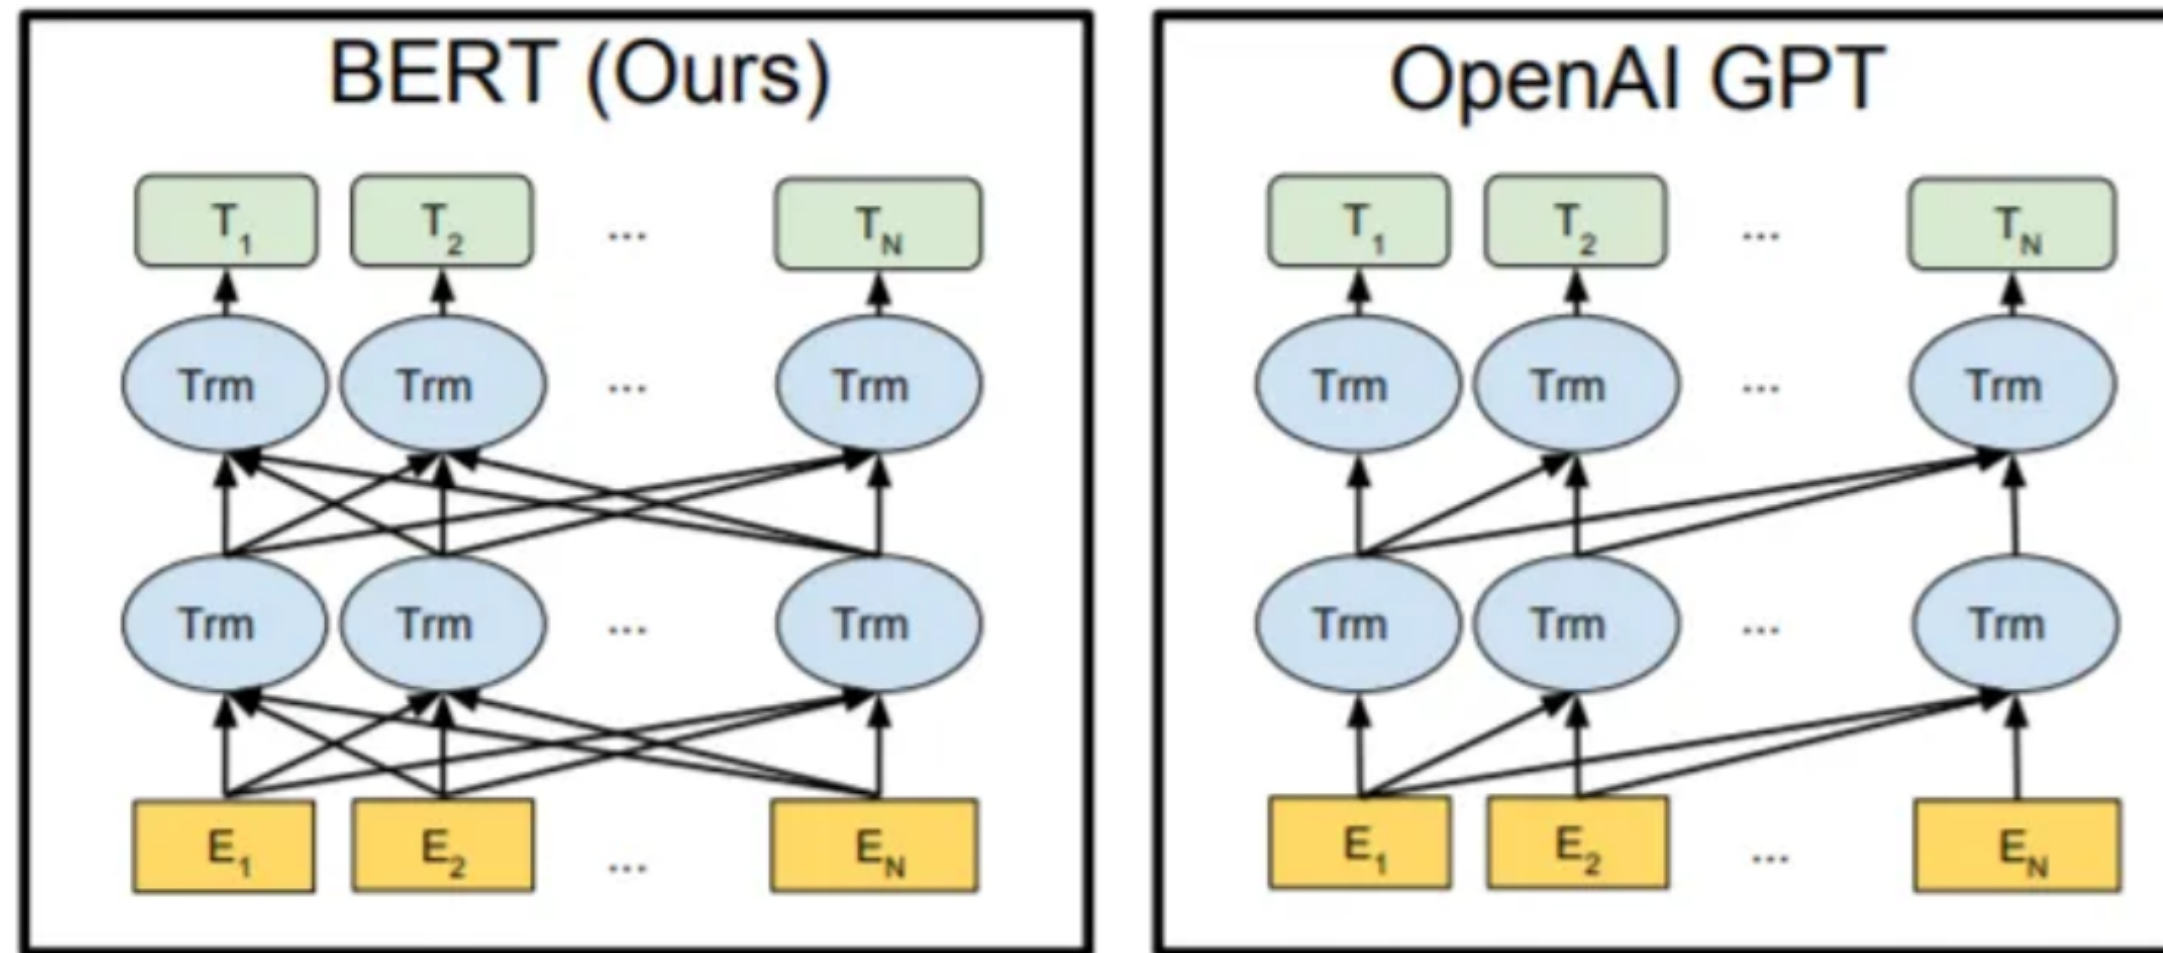 BERT (Ours)
T1 T2 ... TN
Trm Trm ... Trm
Trm Trm ... Trm
E1 E2 ... EN
OpenAI GPT
T1 T2 ... TN
Trm Trm ... Trm
Trm Trm ... Trm
E1 E2 ... EN